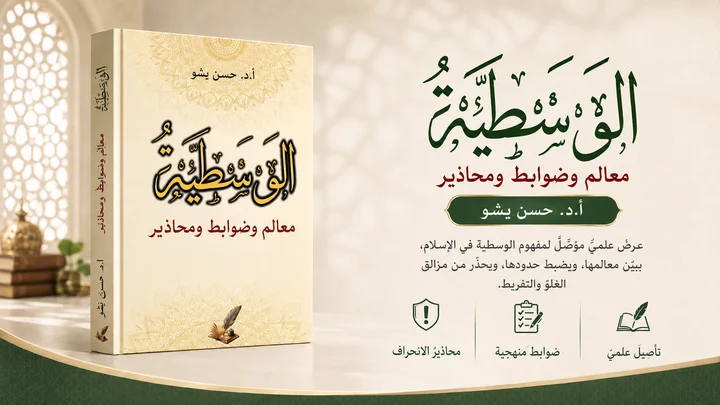 أ.د. حسن يشو
الوَسَطِيَّةُ
معالم وضوابط ومحاذير
الوَسَطِيَّةُ
معالم وضوابط ومحاذير
أ.د. حسن يشو
الوَسَطِيَّةُ
معالم وضوابط ومحاذير
أ.د. حسن يشو
عرضٌ علميٌّ مؤصَّلٌ لمفهوم الوسطية في الإسلام،
يبيّن معالمها، ويضبط حدودها، ويحذّر من مزالق
الغلوّ والتفريط.
تأصيل علميّ
ضوابط منهجية
محاذيرُ الانحراف